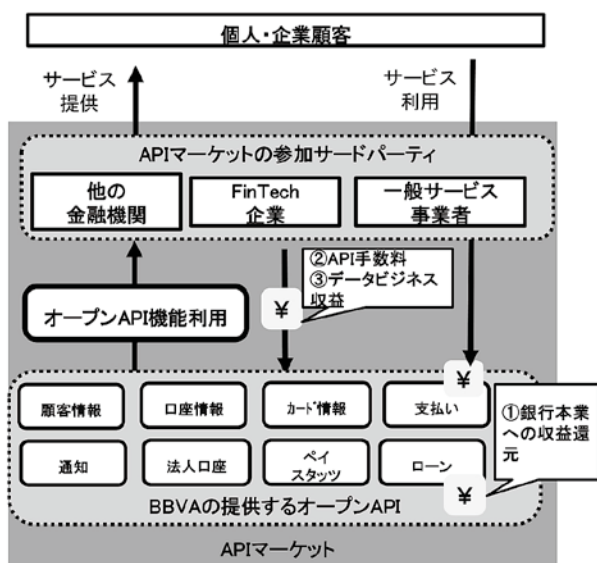 個人・企業顧客
サービス
提供
サービス
利用
APIマーケットの参加サードパーティ
他の
金融機関
FinTech
企業
一般サービス
事業者
②API手数料
③データビジネス
収益
¥
オープンAPI機能利用
¥
顧客情報
口座情報
カード情報
支払い
①銀行本業
への収益還
元
通知
法人口座
ペイ
スタッツ
ローン
¥
BBVAの提供するオープンAPI
APIマーケット